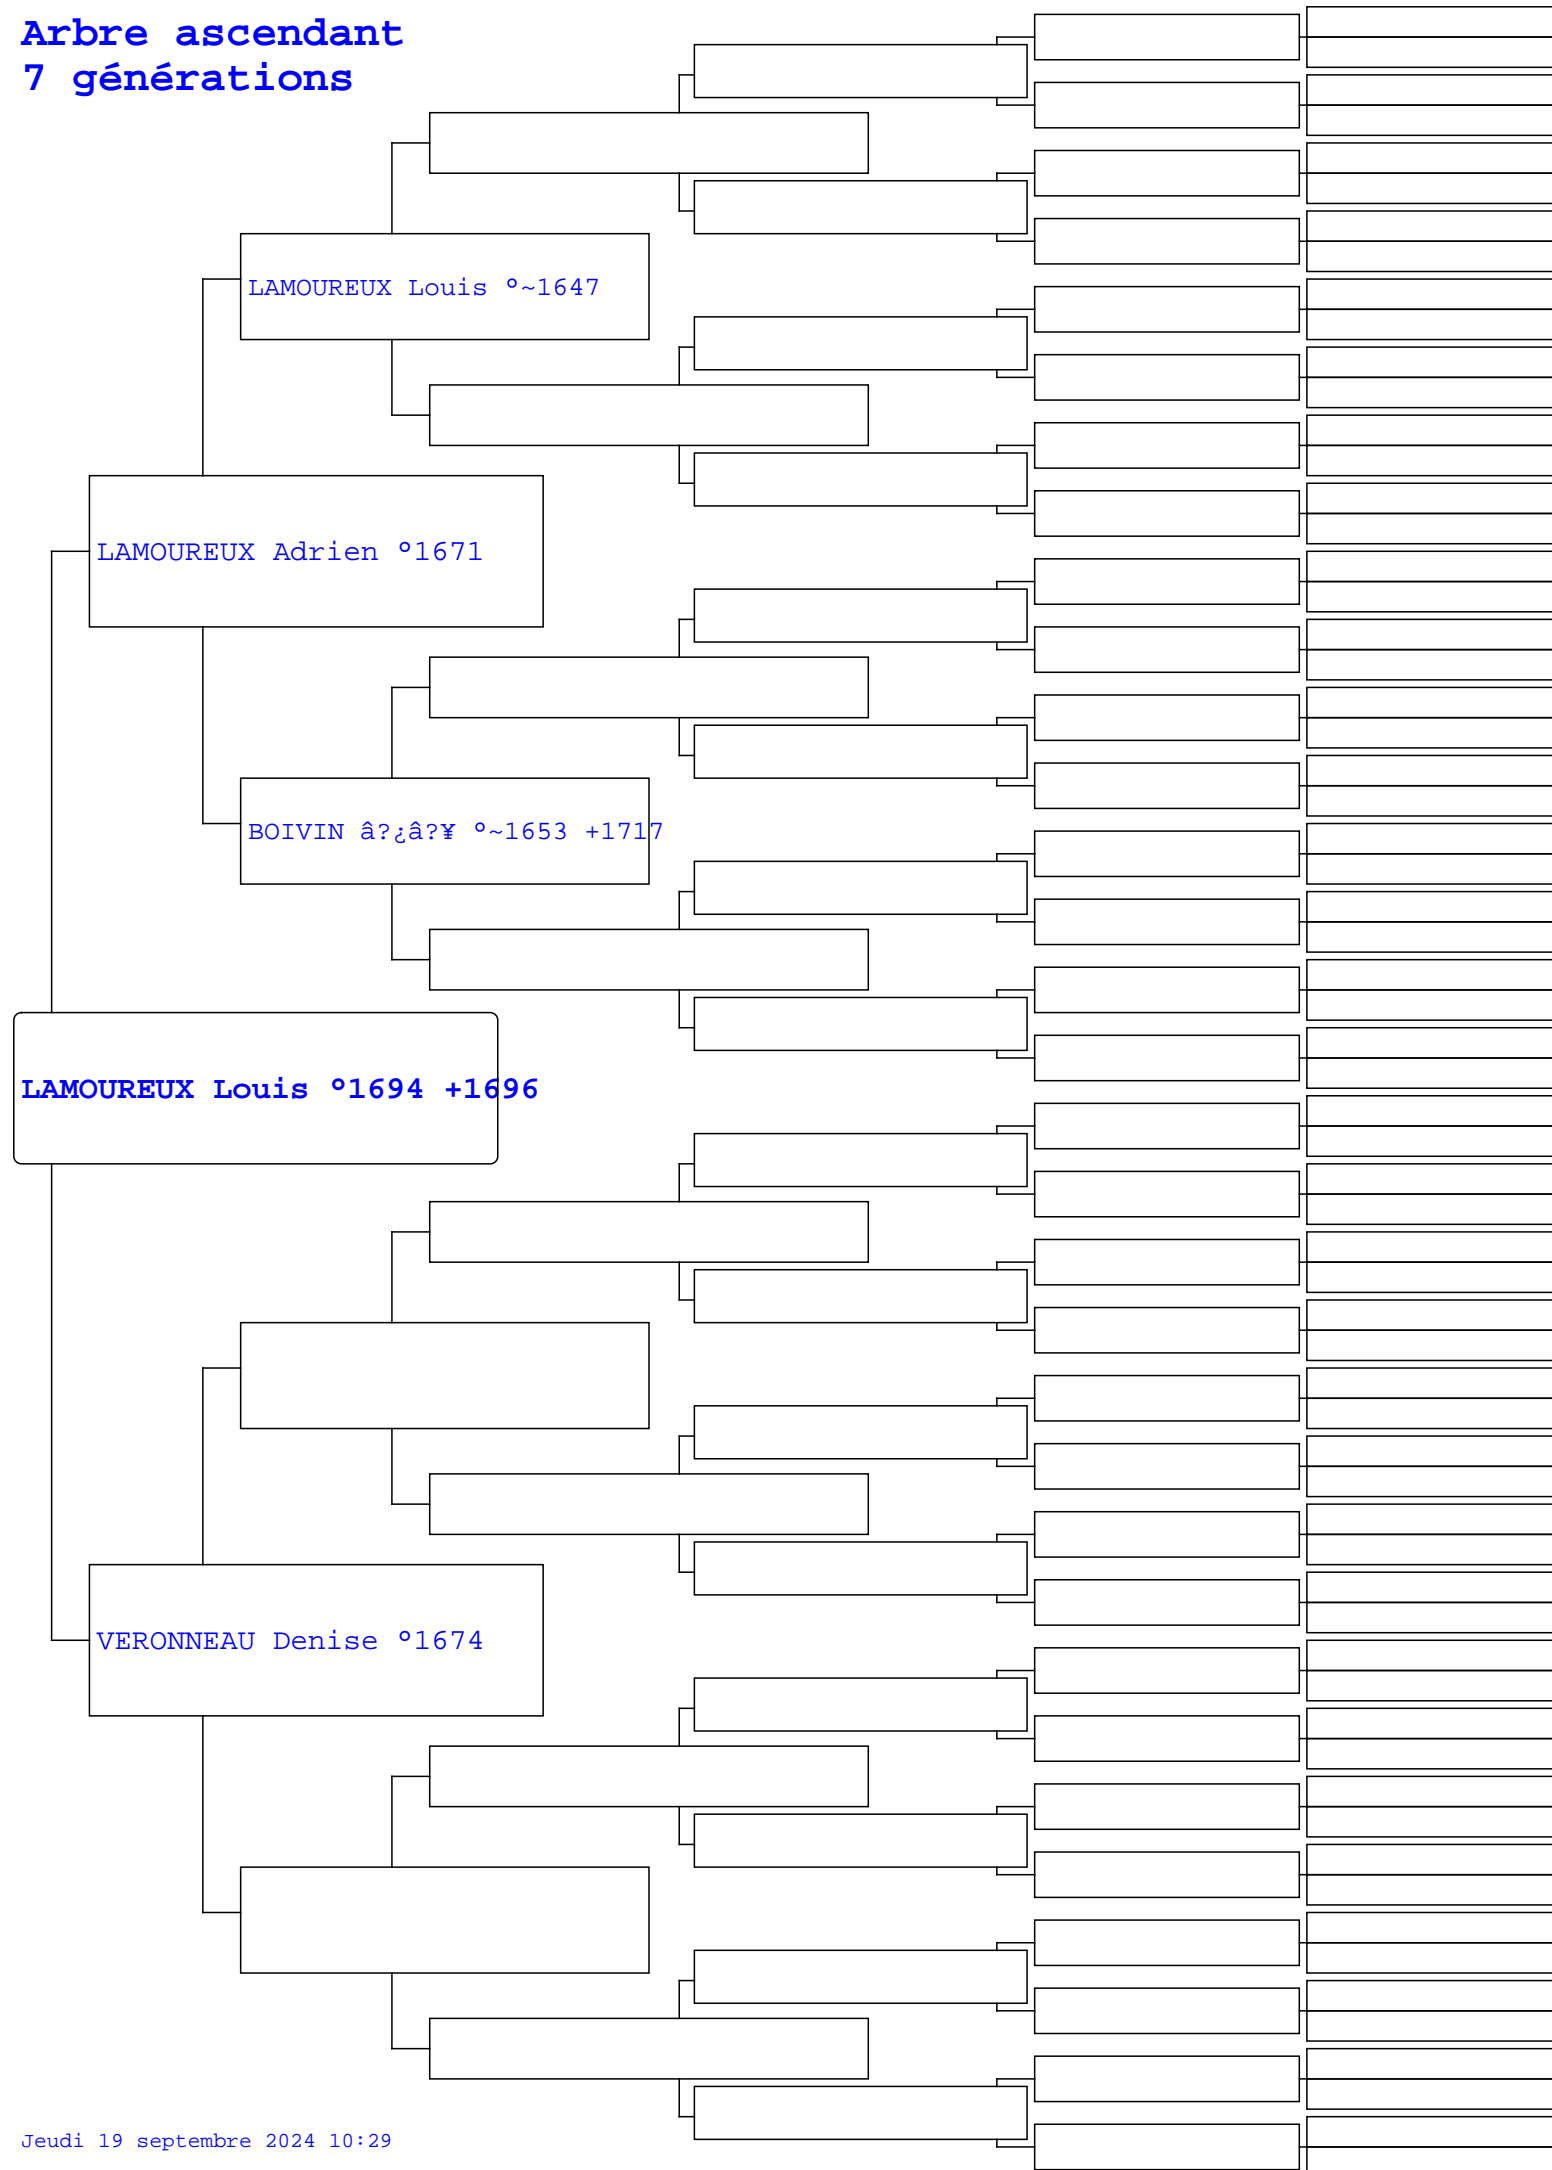 Arbre ascendant
7 générations
LAMOUREUX Louis °~1647
LAMOUREUX Adrien °1671
BOIVIN â?¿â?¥ °~1653 +1717
LAMOUREUX Louis °1694 +1696
VERONNEAU Denise °1674
Jeudi 19 septembre 2024 10:29